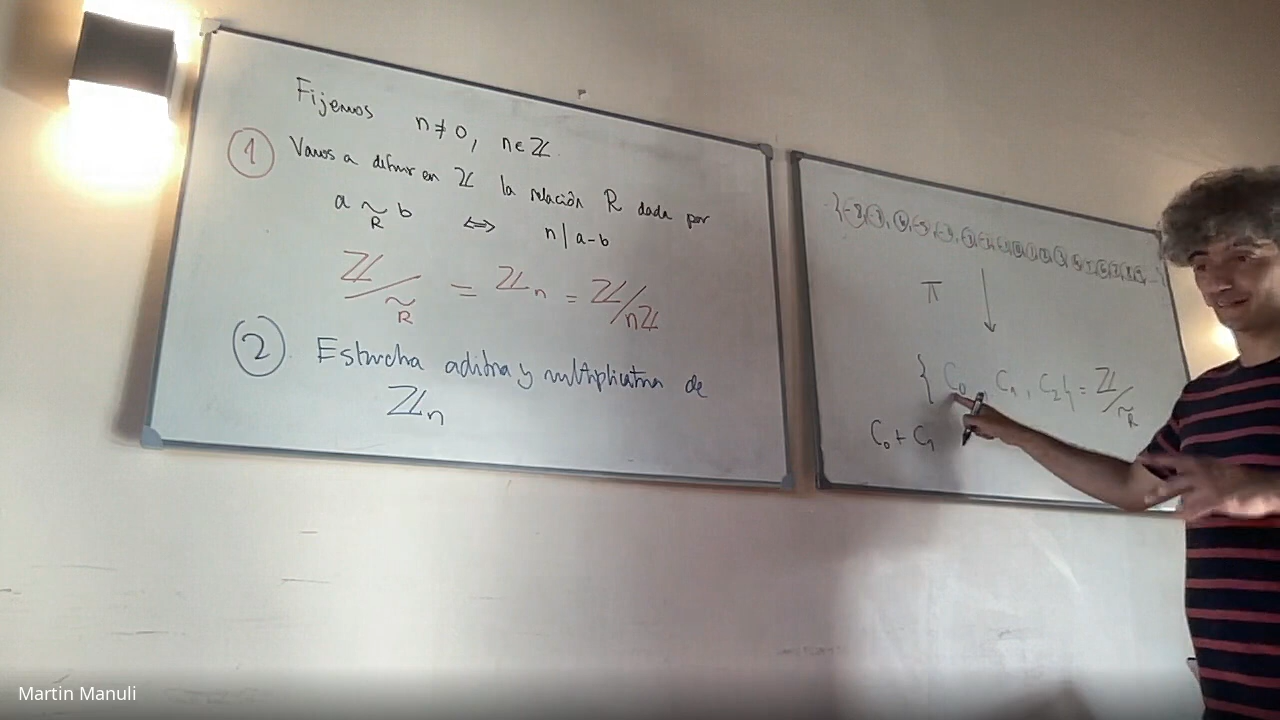 Fijemos n≠0, n∈ℤ.
① Vamos a definir en ℤ la relación R dada por
a ~R b ⟺ n | a-b
ℤ/~R = ℤn = ℤ/nℤ
② Estructura aditiva y multiplicativa de
ℤn
π ↓
{ C0, C1, C2} = ℤ/~R
C0 + C1
Martin Manuli